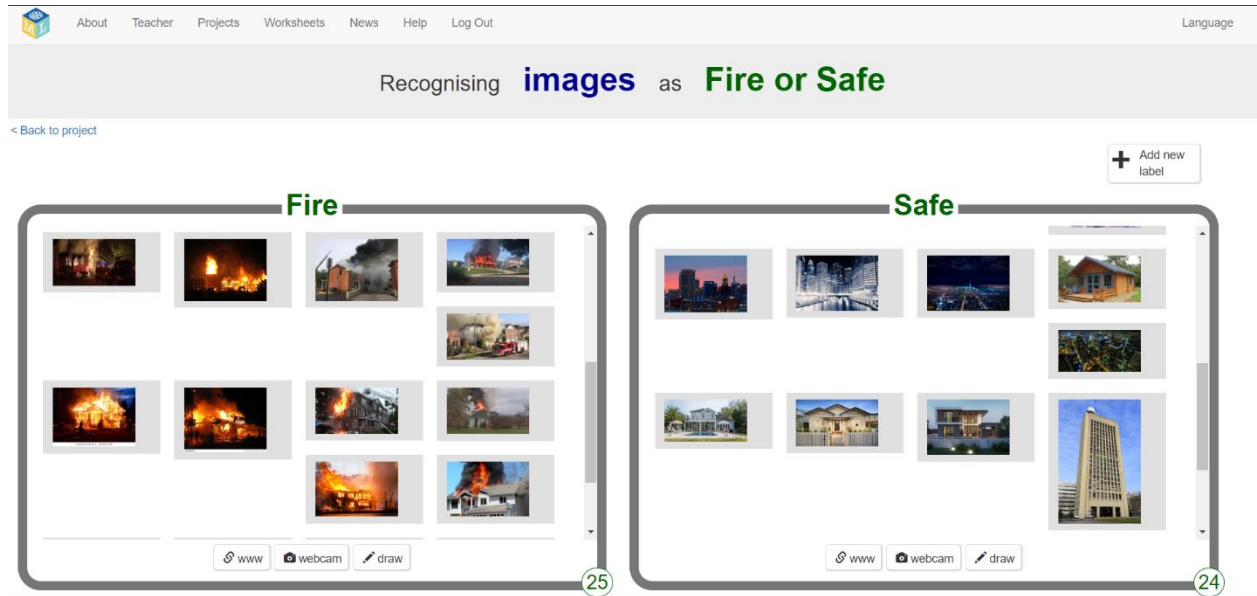 M L
About Teacher Projects Worksheets News Help Log Out Language
Recognising images as Fire or Safe
< Back to project
Add new
label
Fire
Safe
www webcam draw
25
www webcam draw
24